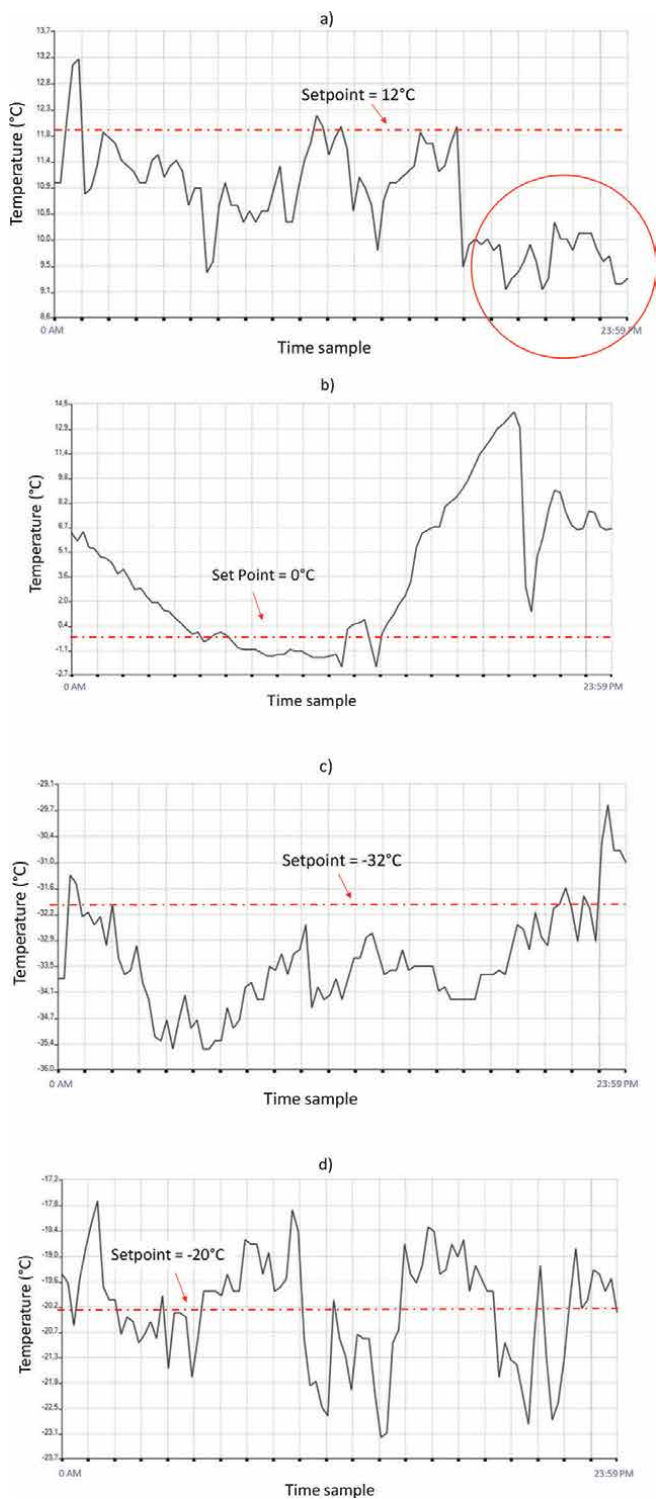 a)
Temperature (°C)
13.7
13.2
12.8
12.3
11.8
11.4
10.9
10.5
10.0
9.5
9.1
8.6
Setpoint = 12°C
0 AM
23:59 PM
Time sample
b)
Temperature (°C)
14.5
12.9
11.4
9.8
8.2
6.7
5.1
3.6
2.0
0.4
-1.1
-2.7
Set Point = 0°C
0 AM
23:59 PM
Time sample
c)
Temperature (°C)
-29.1
-29.7
-30.4
-31.0
-31.6
-32.2
-32.9
-33.5
-34.1
-34.7
-35.4
-36.0
Setpoint = -32°C
0 AM
23:59 PM
Time sample
d)
Temperature (°C)
-17.2
-17.8
-19.0
-19.6
-20.2
-20.7
-21.3
-21.9
-22.5
-23.1
-23.7
Setpoint = -20°C
0 AM
23:59 PM
Time sample